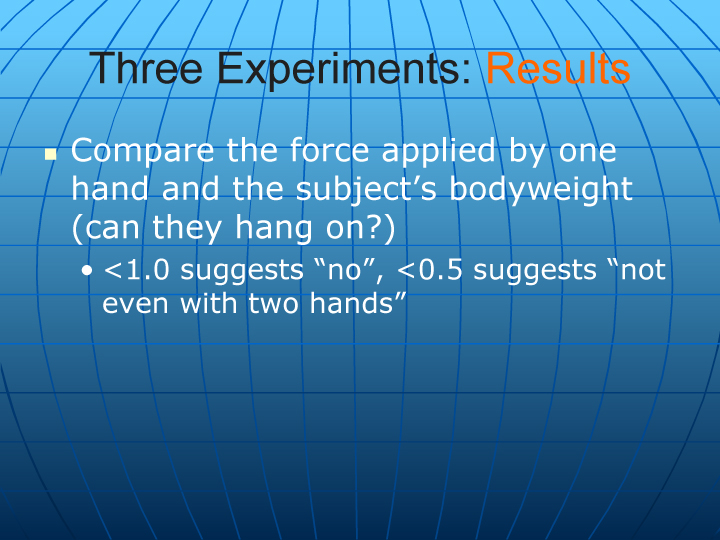 Three Experiments: Results
Compare the force applied by one
hand and the subject’s bodyweight
(can they hang on?)
<1.0 suggests “no”, <0.5 suggests “not
even with two hands”